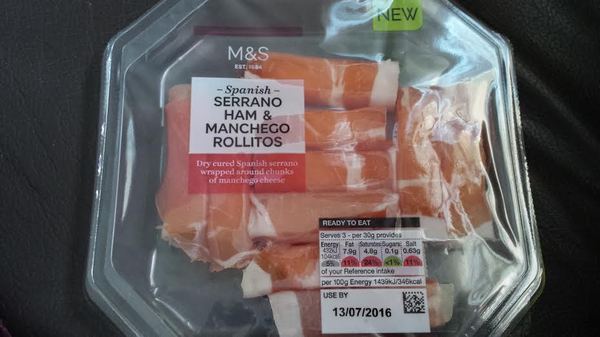 NEW
M&S
EST. 1884
– Spanish –
SERRANO
HAM &
MANCHEGO
ROLLITOS
Dry cured Spanish serrano
wrapped around chunks
of manchego cheese
READY TO EAT
Serves 3 - per 30g provides
Energy Fat Saturates Sugars Salt
432kJ 7.9g 4.8g 0.1g 0.63g
104kcal
5% 11% 24% <1% 11%
of your Reference intake
per 100g Energy 1439kJ/346kcal
USE BY
13/07/2016